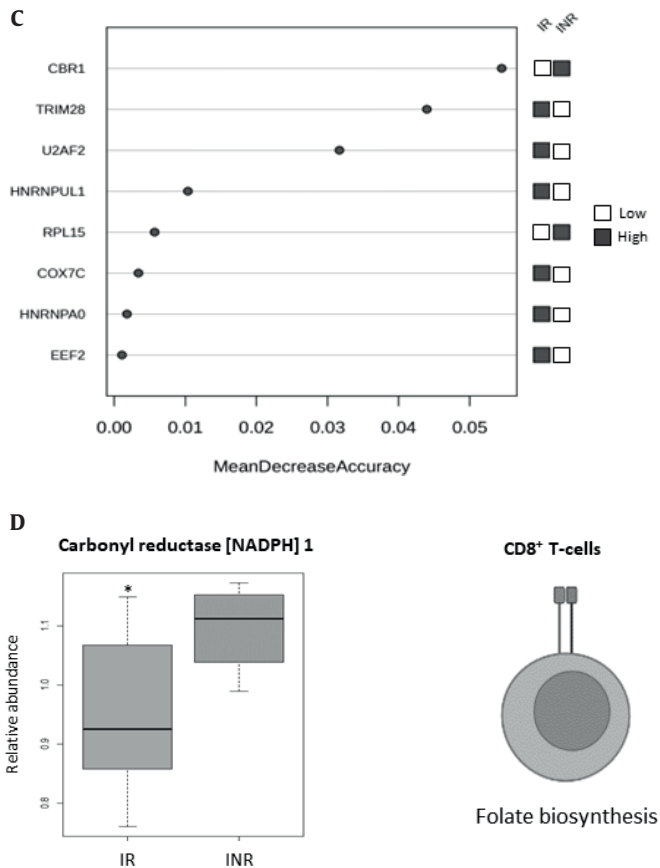 C
IR INR
CBR1
TRIM28
U2AF2
HNRNPUL1
RPL15
COX7C
HNRNPA0
EEF2
Low
High
0.00 0.01 0.02 0.03 0.04 0.05
MeanDecreaseAccuracy
D
Carbonyl reductase [NADPH] 1
*
Relative abundance
1.1
1.0
0.9
0.8
IR INR
CD8⁺ T-cells
Folate biosynthesis